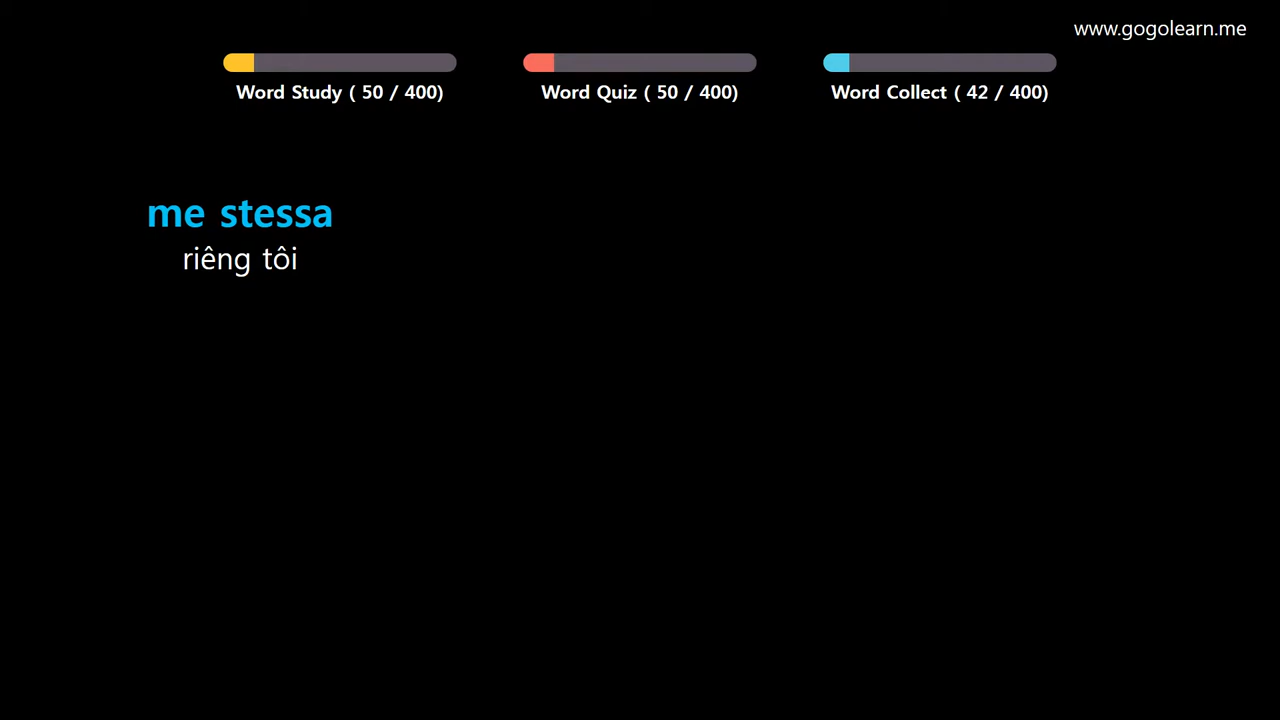 www.gogolearn.me
Word Study ( 50 / 400)
Word Quiz ( 50 / 400)
Word Collect ( 42 / 400)
me stessa
riêng tôi